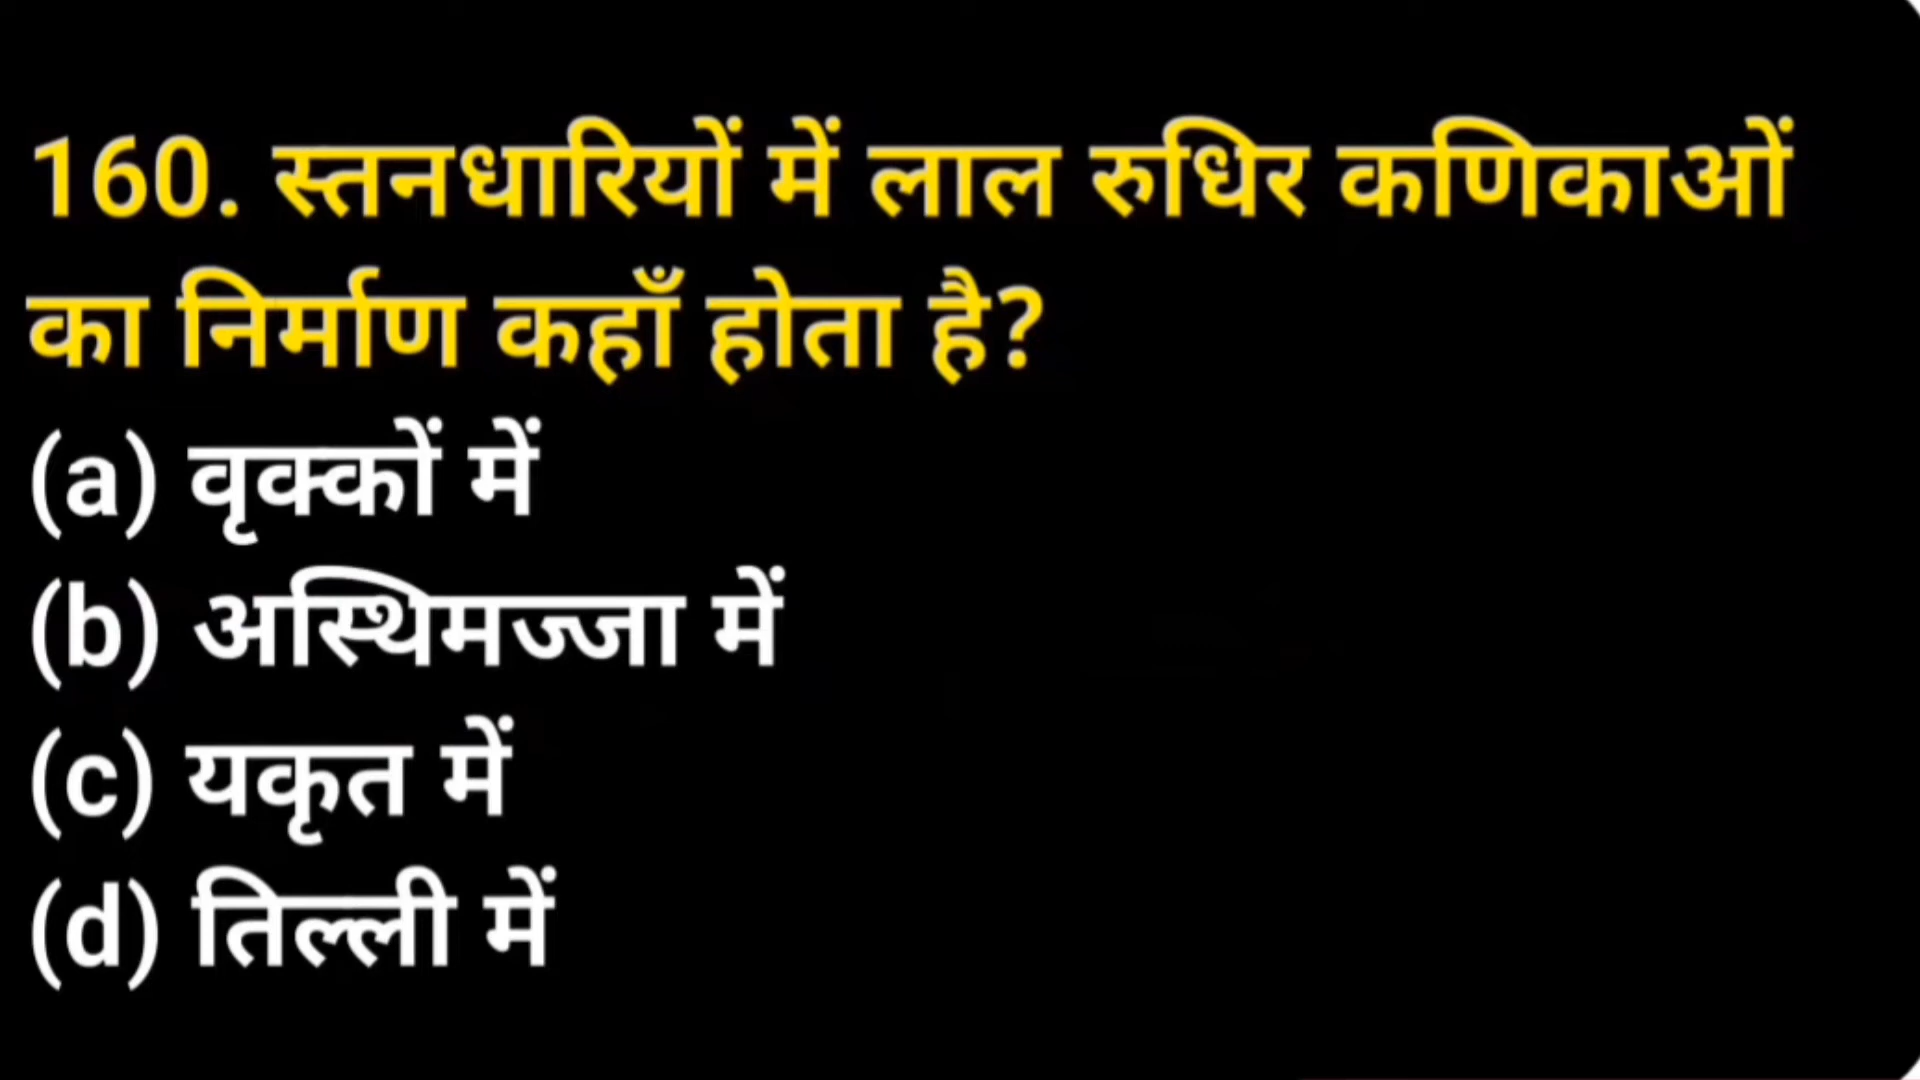 160. स्तनधारियों में लाल रुधिर कणिकाओं
का निर्माण कहाँ होता है?
(a) वृक्कों में
(b) अस्थिमज्जा में
(c) यकृत में
(d) तिल्ली में